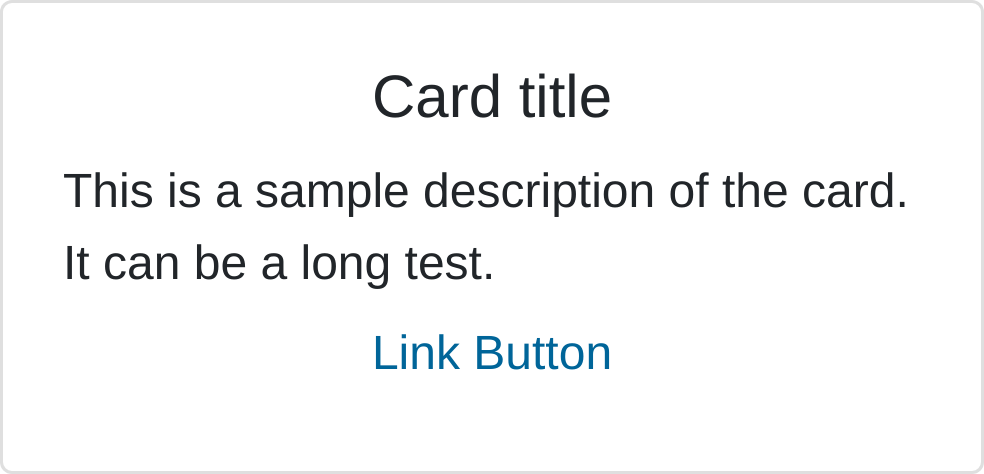 Card title
This is a sample description of the card.
It can be a long test.
Link Button